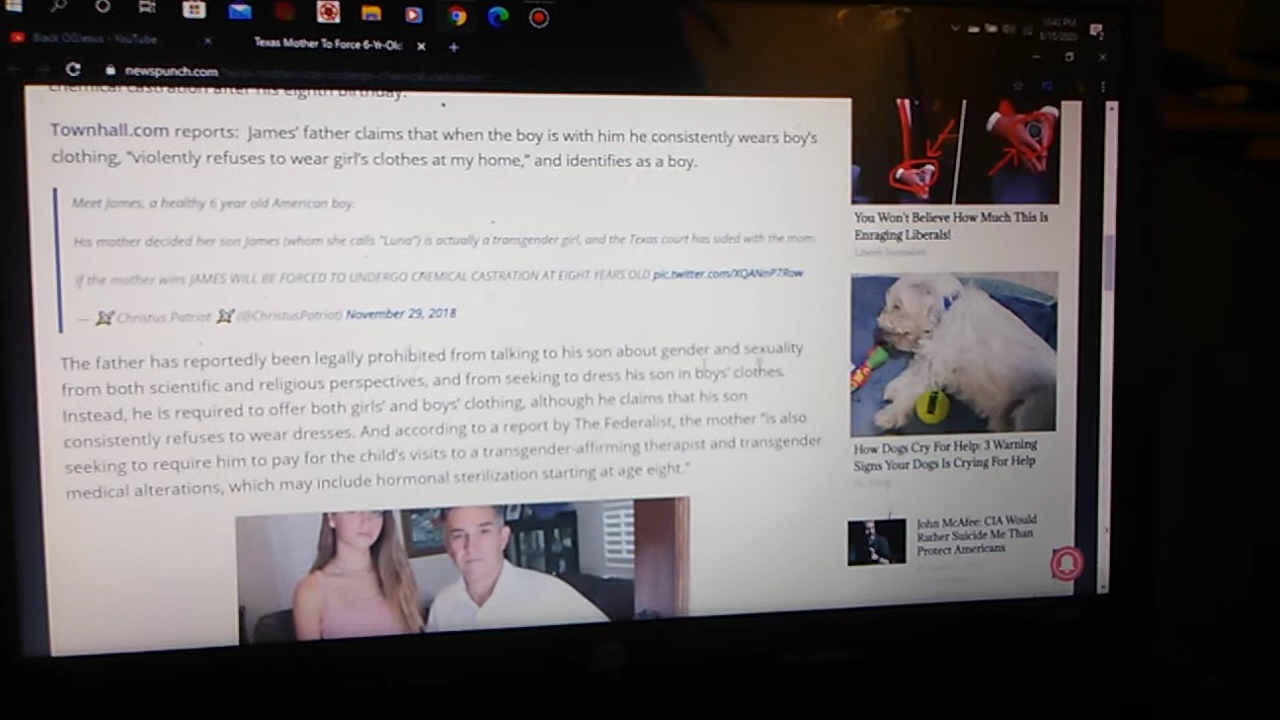 Black OGJesus - YouTube
Texas Mother To Force 6-Yr-Old
newspunch.com
10:46 PM
chemical castration after his eighth birthday.
Townhall.com reports: James' father claims that when the boy is with him he consistently wears boy's
clothing, "violently refuses to wear girl's clothes at my home," and identifies as a boy.
Meet James, a healthy 6 year old American boy.
His mother decided her son James (whom she calls "Luna") is actually a transgender girl, and the Texas court has sided with the mom.
If the mother wins JAMES WILL BE FORCED TO UNDERGO CHEMICAL CASTRATION AT EIGHT YEARS OLD pic.twitter.com/XQANnP7Row
— Christus Patriot (@ChristusPatriot) November 29, 2018
The father has reportedly been legally prohibited from talking to his son about gender and sexuality
from both scientific and religious perspectives, and from seeking to dress his son in boys' clothes.
Instead, he is required to offer both girls' and boys' clothing, although he claims that his son
consistently refuses to wear dresses. And according to a report by The Federalist, the mother "is also
seeking to require him to pay for the child's visits to a transgender-affirming therapist and transgender
medical alterations, which may include hormonal sterilization starting at age eight."
You Won't Believe How Much This Is
Enraging Liberals!
Liberty Journalists
How Dogs Cry For Help: 3 Warning
Signs Your Dogs Is Crying For Help
John McAfee: CIA Would
Rather Suicide Me Than
Protect Americans